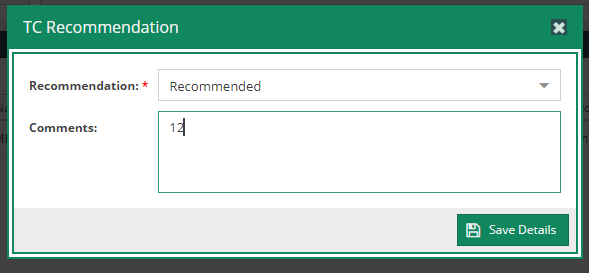 TC Recommendation
Recommendation: * Recommended
Comments: 12
Save Details